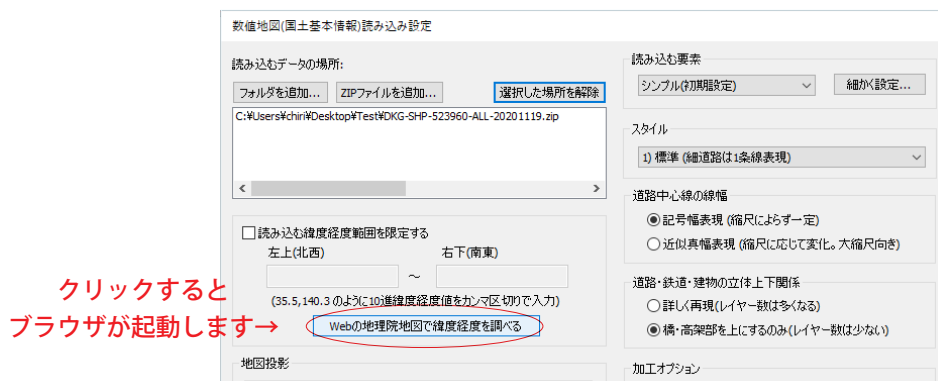 数値地図(国土基本情報)読み込み設定
読み込むデータの場所:
フォルダを追加...
ZIPファイルを追加...
選択した場所を解除
C:¥Users¥chiri¥Desktop¥Test¥DKG-SHP-523960-ALL-20201119.zip
読み込む緯度経度範囲を限定する
左上(北西)
右下(南東)
～
(35.5,140.3 のように10進緯度経度値をカンマ区切りで入力)
クリックすると
ブラウザが起動します→
Webの地理院地図で緯度経度を調べる
地図投影
読み込む要素
シンプル(初期設定)
細かく設定...
スタイル
1) 標準 (細道路は1条線表現)
道路中心線の線幅
記号幅表現 (縮尺によらず一定)
近似真幅表現 (縮尺に応じて変化。大縮尺向き)
道路・鉄道・建物の立体上下関係
詳しく再現(レイヤー数は多くなる)
橋・高架部を上にするのみ(レイヤー数は少ない)
加工オプション